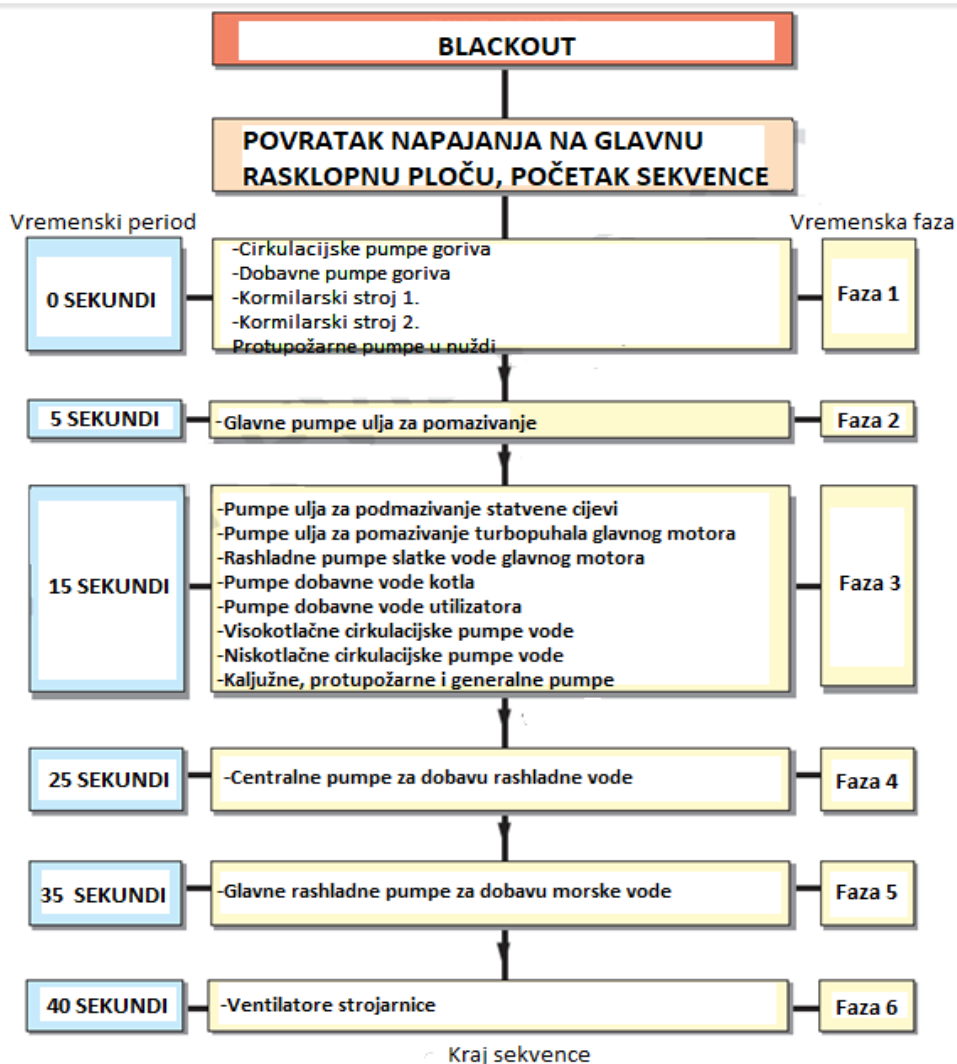 BLACKOUT
POVRATAK NAPAJANJA NA GLAVNU
RASKLOPNU PLOČU, POČETAK SEKVENCE
Vremenski period
Vremenska faza
0 SEKUNDI
-Cirkulacijske pumpe goriva
-Dobavne pumpe goriva
-Kormilarski stroj 1.
-Kormilarski stroj 2.
Protupožarne pumpe u nuždi
Faza 1
5 SEKUNDI
-Glavne pumpe ulja za pomazivanje
Faza 2
15 SEKUNDI
-Pumpe ulja za podmazivanje statvene cijevi
-Pumpe ulja za pomazivanje turbopuhala glavnog motora
-Rashladne pumpe slatke vode glavnog motora
-Pumpe dobavne vode kotla
-Pumpe dobavne vode utilizatora
-Visokotlačne cirkulacijske pumpe vode
-Niskotlačne cirkulacijske pumpe vode
-Kaljužne, protupožarne i generalne pumpe
Faza 3
25 SEKUNDI
-Centralne pumpe za dobavu rashladne vode
Faza 4
35 SEKUNDI
-Glavne rashladne pumpe za dobavu morske vode
Faza 5
40 SEKUNDI
-Ventilatore strojarnice
Faza 6
Kraj sekvence